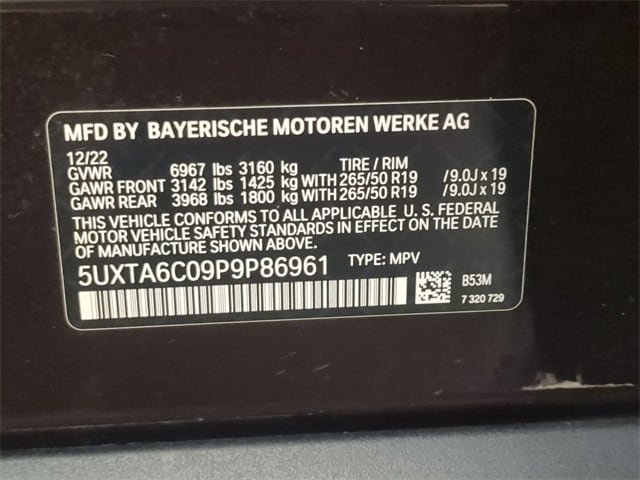 MFD BY BAYERISCHE MOTOREN WERKE AG
12/22
GVWR 6967 lbs 3160 kg TIRE / RIM
GAWR FRONT 3142 lbs 1425 kg WITH 265/50 R19 / 9.0J x 19
GAWR REAR 3968 lbs 1800 kg WITH 265/50 R19 / 9.0J x 19
THIS VEHICLE CONFORMS TO ALL APPLICABLE U. S. FEDERAL
MOTOR VEHICLE SAFETY STANDARDS IN EFFECT ON THE DATE
OF MANUFACTURE SHOWN ABOVE.
5UXTA6C09P9P86961 TYPE: MPV
B53M
7 320 729